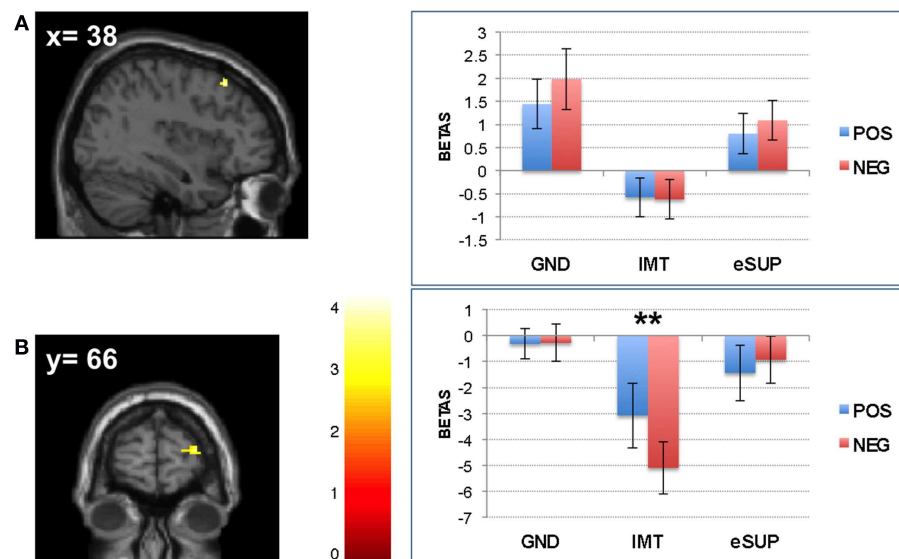 A
x= 38
3
2.5
2
1.5
1
0.5
0
-0.5
-1
-1.5
BETAS
GND
IMT
eSUP
POS
NEG
B
y= 66
4
3
2
1
0
1
0
-1
-2
-3
-4
-5
-6
-7
BETAS
**
GND
IMT
eSUP
POS
NEG